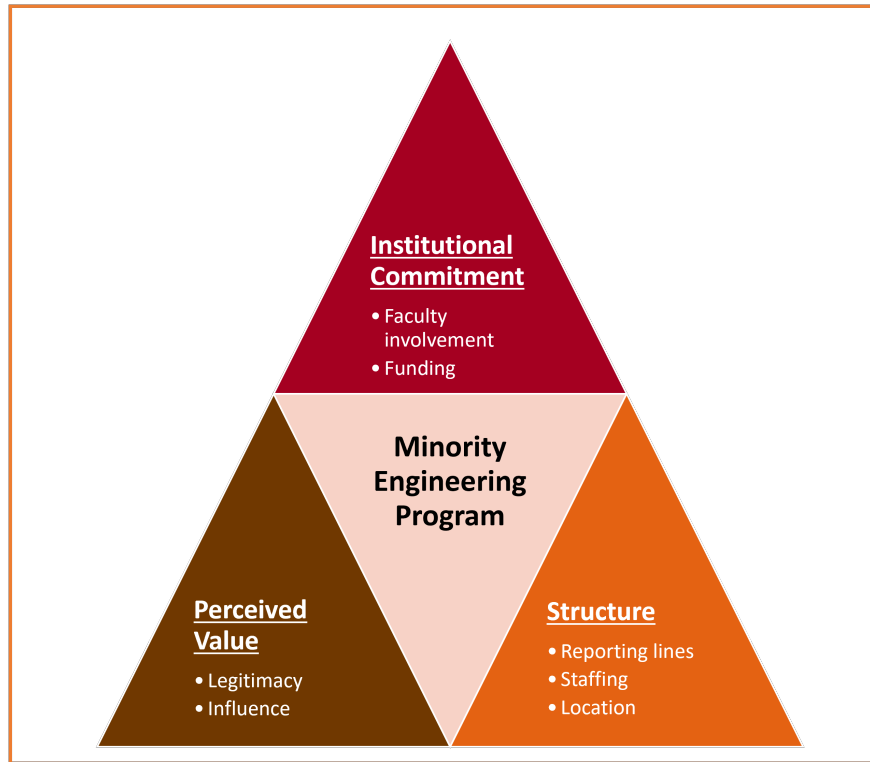 Institutional
Commitment
• Faculty
involvement
• Funding
Minority
Engineering
Program
Perceived
Value
• Legitimacy
• Influence
Structure
• Reporting lines
• Staffing
• Location